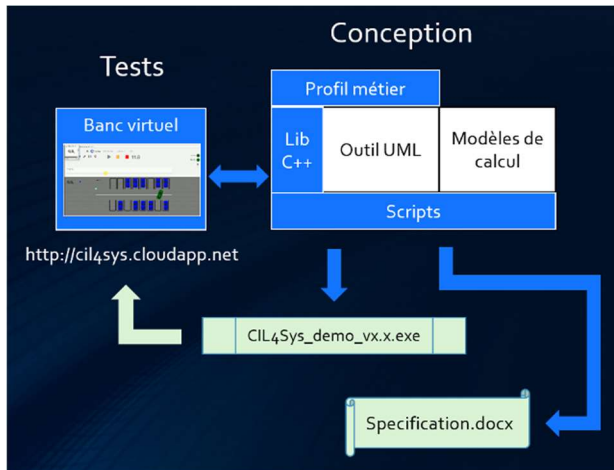 Conception
Tests
Profil métier
Banc virtuel
Lib
C++
Outil UML
Modèles de
calcul
Scripts
http://cil4sys.cloudapp.net
CIL4Sys_demo_vx.x.exe
Specification.docx